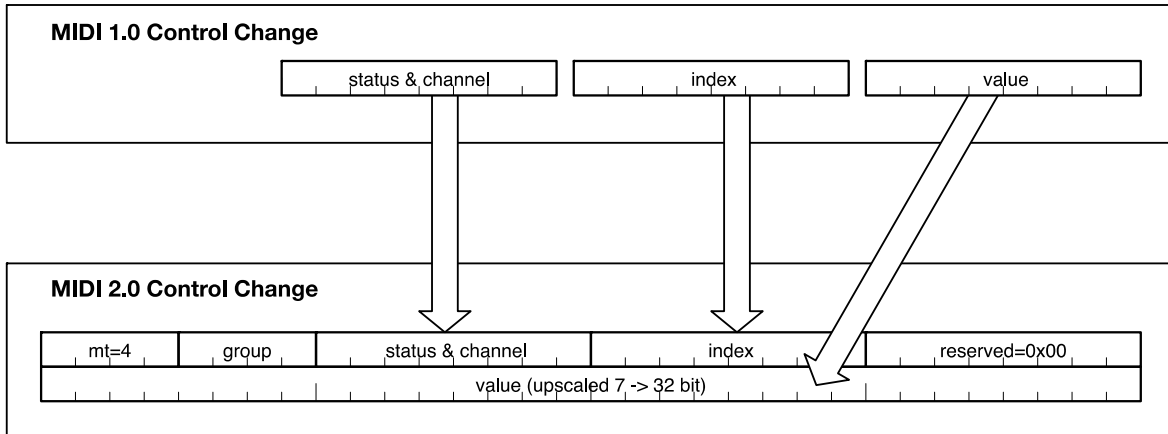 MIDI 1.0 Control Change
status & channel index value
MIDI 2.0 Control Change
mt=4 group status & channel index reserved=0x00
value (upscaled 7 -> 32 bit)